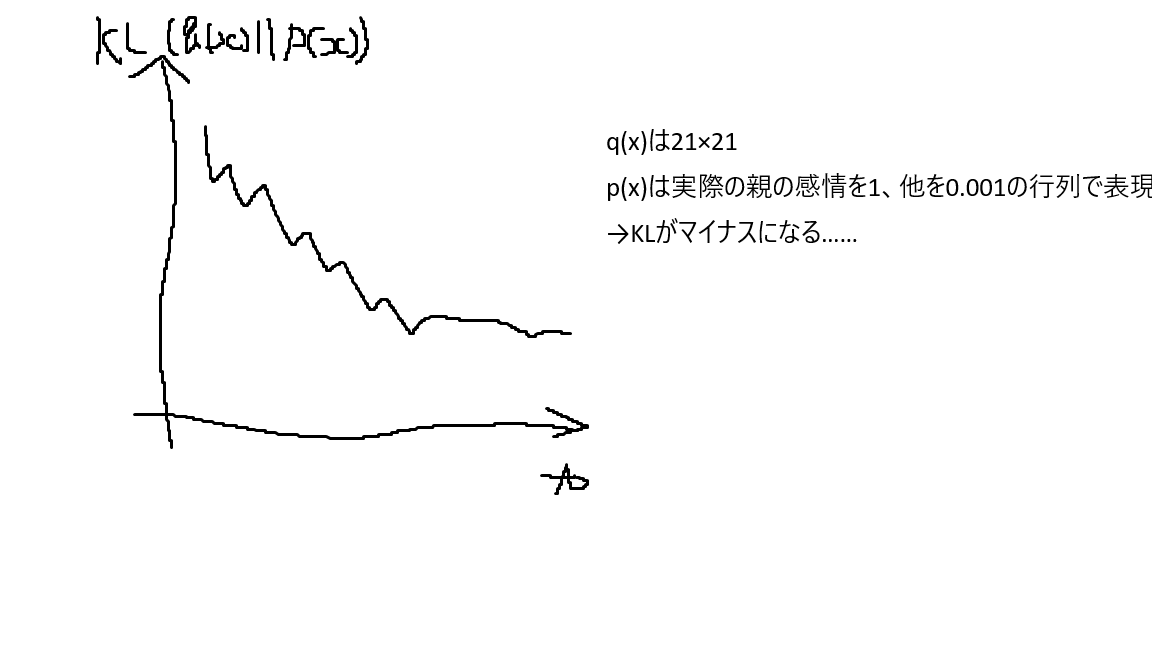 KL (q(x)||p(x))
q(x)は21×21
p(x)は実際の親の感情を1、他を0.001の行列で表現
→KLがマイナスになる……